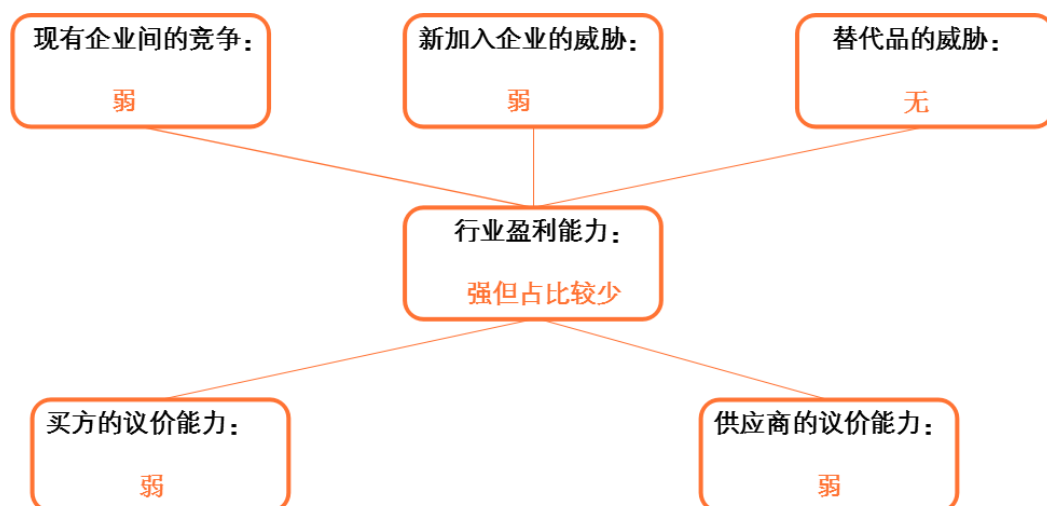 现有企业间的竞争：
弱
新加入企业的威胁：
弱
替代品的威胁：
无
行业盈利能力：
强但占比较少
买方的议价能力：
弱
供应商的议价能力：
弱